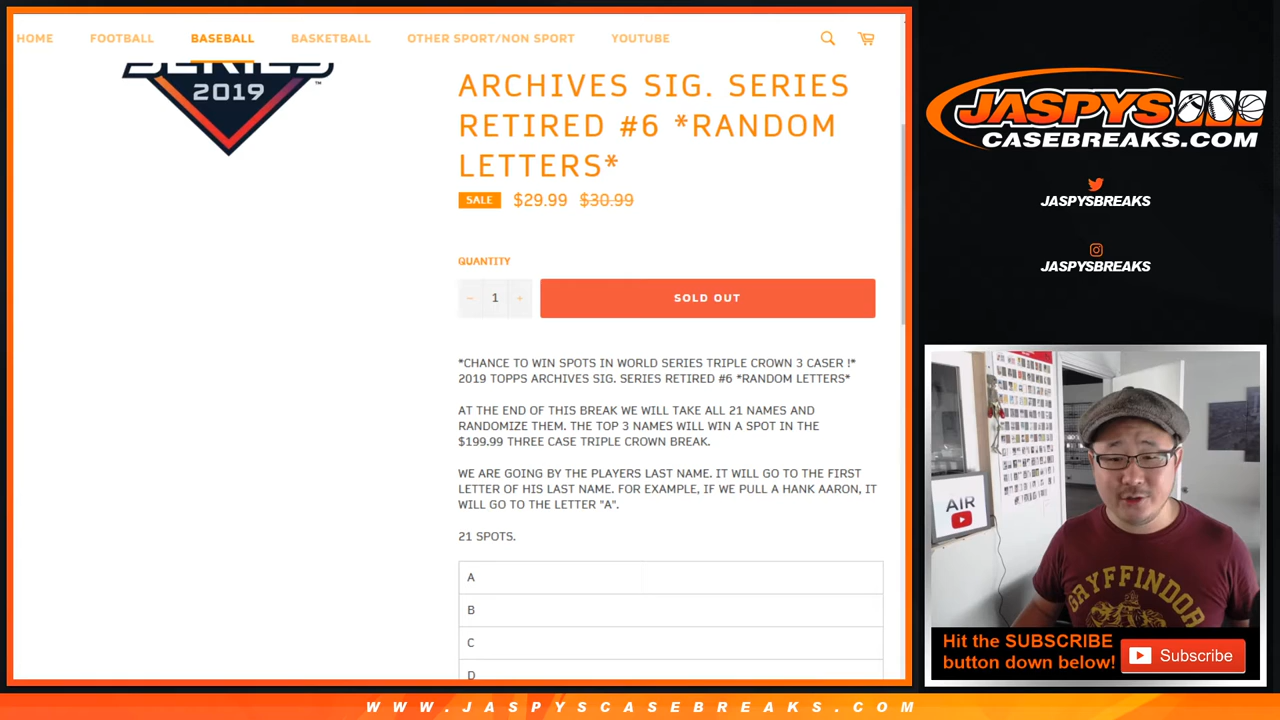 HOME FOOTBALL BASEBALL BASKETBALL OTHER SPORT/NON SPORT YOUTUBE
SERIES
2019
ARCHIVES SIG. SERIES
RETIRED #6 *RANDOM
LETTERS*
SALE $29.99 $30.99
QUANTITY
− 1 +
SOLD OUT
*CHANCE TO WIN SPOTS IN WORLD SERIES TRIPLE CROWN 3 CASER !*
2019 TOPPS ARCHIVES SIG. SERIES RETIRED #6 *RANDOM LETTERS*
AT THE END OF THIS BREAK WE WILL TAKE ALL 21 NAMES AND
RANDOMIZE THEM. THE TOP 3 NAMES WILL WIN A SPOT IN THE
$199.99 THREE CASE TRIPLE CROWN BREAK.
WE ARE GOING BY THE PLAYERS LAST NAME. IT WILL GO TO THE FIRST
LETTER OF HIS LAST NAME. FOR EXAMPLE, IF WE PULL A HANK AARON, IT
WILL GO TO THE LETTER "A".
21 SPOTS.
A
B
C
D
JASPYS
CASEBREAKS.COM
JASPYSBREAKS
JASPYSBREAKS
AIR
GRYFFINDOR
Hit the SUBSCRIBE
button down below!
Subscribe
WWW.JASPYSCASEBREAKS.COM